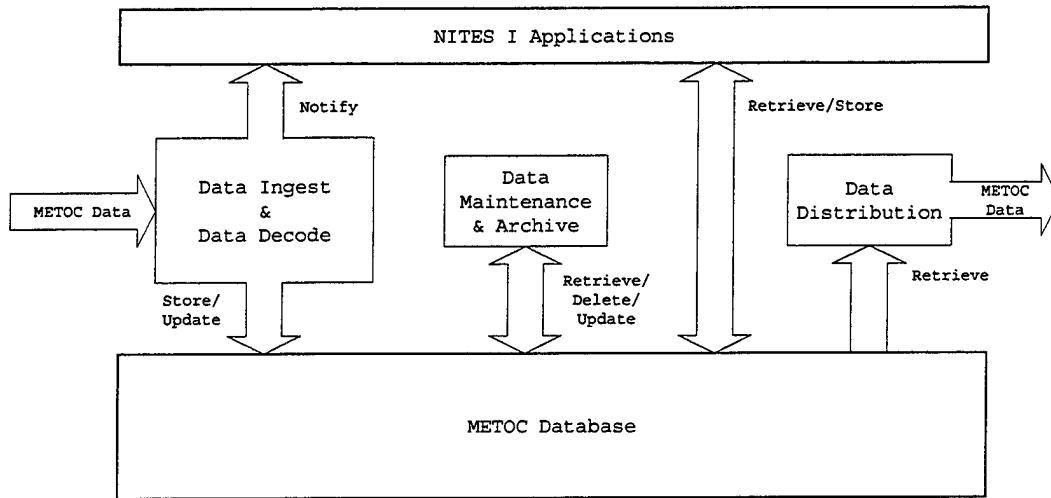 NITES I Applications
Notify
Retrieve/Store
METOC Data
Data Ingest
&
Data Decode
Data
Maintenance
& Archive
Data
Distribution
METOC
Data
Store/
Update
Retrieve/
Delete/
Update
Retrieve
METOC Database